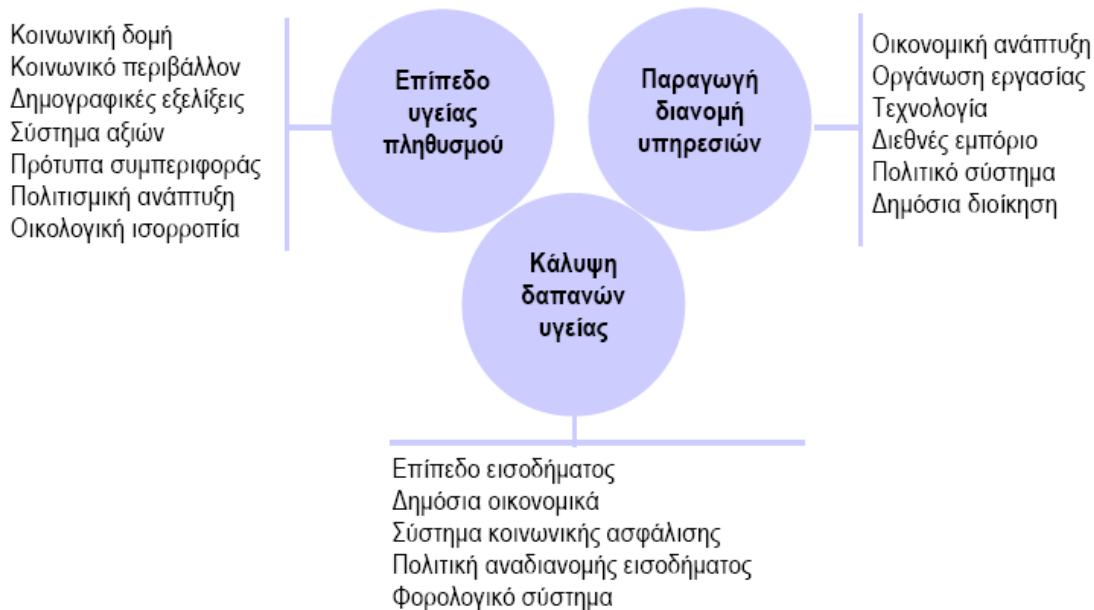 Κοινωνική δομή
Κοινωνικό περιβάλλον
Δημογραφικές εξελίξεις
Σύστημα αξιών
Πρότυπα συμπεριφοράς
Πολιτισμική ανάπτυξη
Οικολογική ισορροπία
Επίπεδο
υγείας
πληθυσμού
Παραγωγή
διανομή
υπηρεσιών
Οικονομική ανάπτυξη
Οργάνωση εργασίας
Τεχνολογία
Διεθνές εμπόριο
Πολιτικό σύστημα
Δημόσια διοίκηση
Κάλυψη
δαπανών
υγείας
Επίπεδο εισοδήματος
Δημόσια οικονομικά
Σύστημα κοινωνικής ασφάλισης
Πολιτική αναδιανομής εισοδήματος
Φορολογικό σύστημα